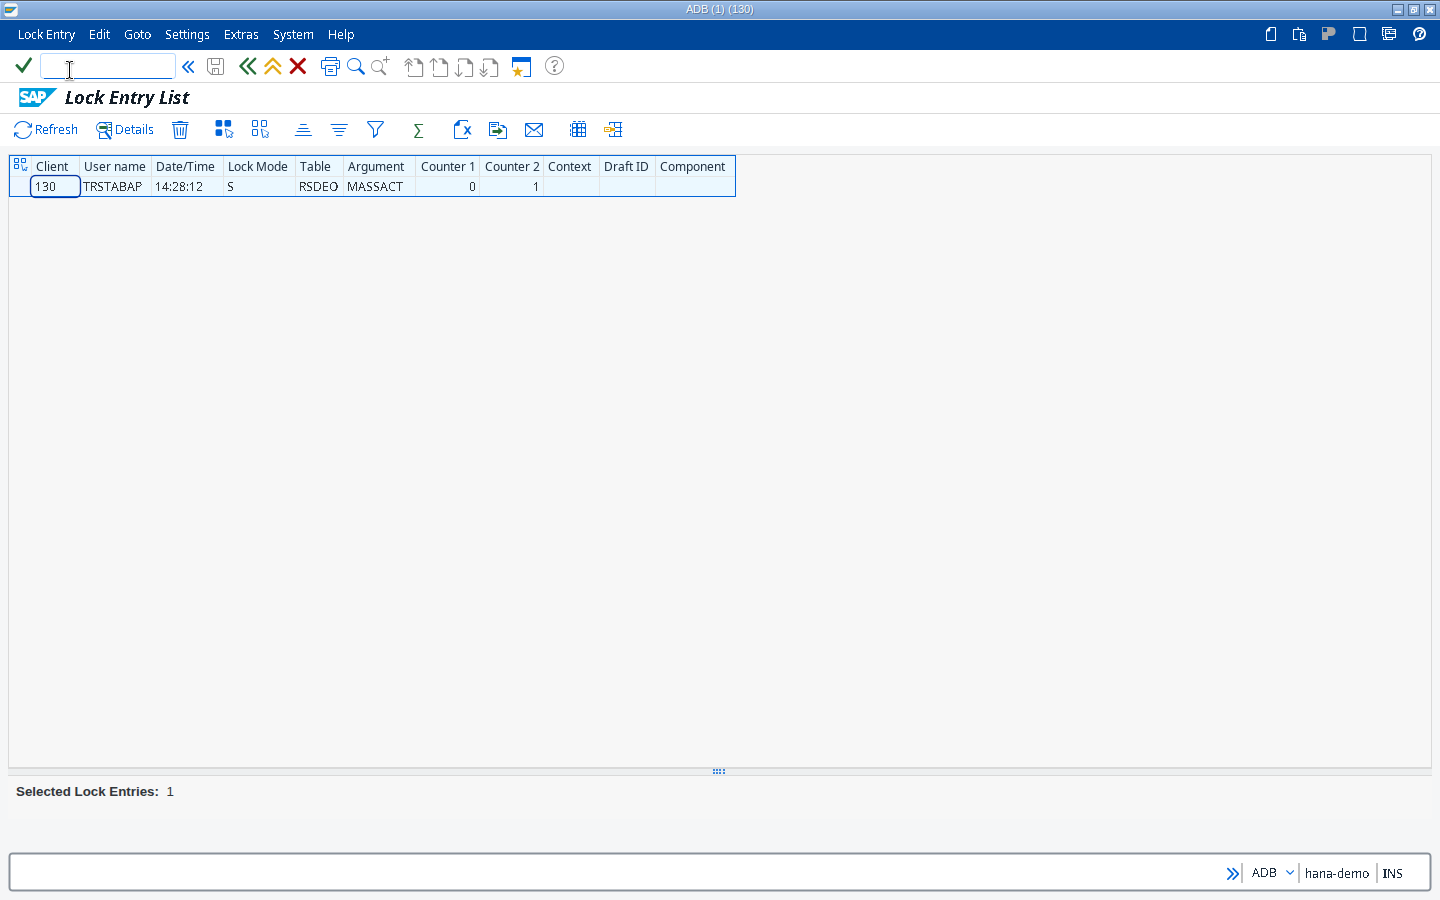 ADB (1) (130)
Lock Entry Edit Goto Settings Extras System Help
SAP Lock Entry List
Refresh Details
Client User name Date/Time Lock Mode Table Argument Counter 1 Counter 2 Context Draft ID Component
130 TRSTABAP 14:28:12 S RSDEO MASSACT 0 1
Selected Lock Entries: 1
ADB hana-demo INS